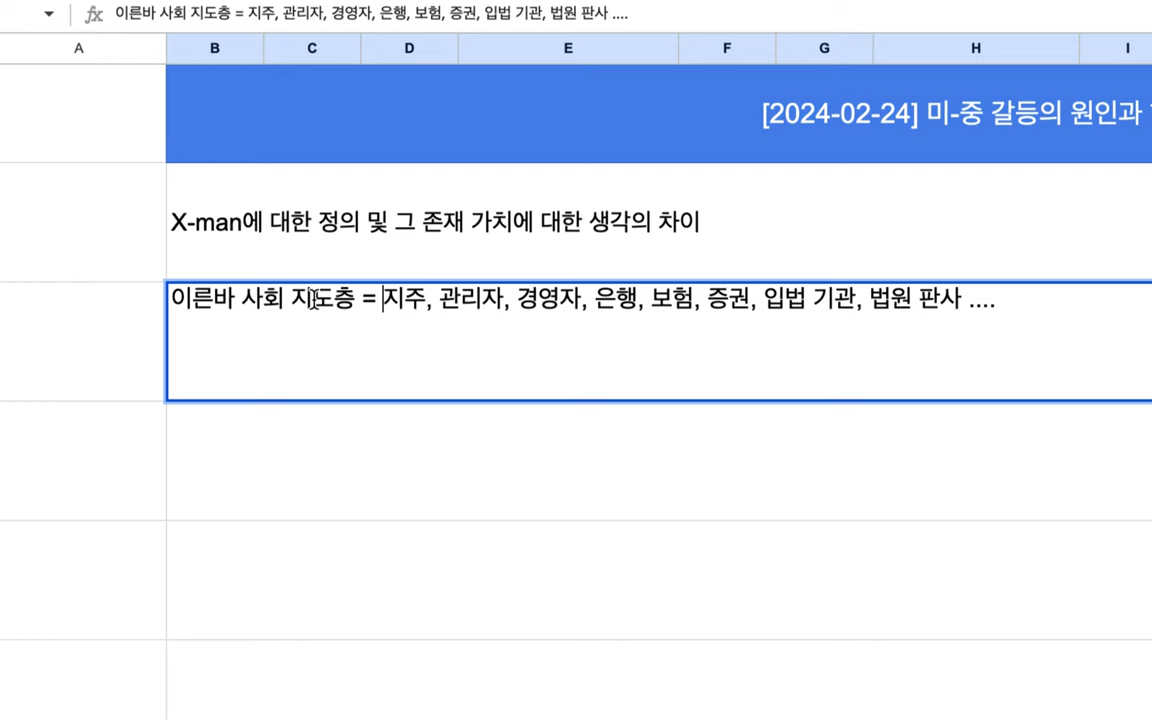 fx 이른바 사회 지도층 = 지주, 관리자, 경영자, 은행, 보험, 증권, 입법 기관, 법원 판사 ....
A B C D E F G H I
[2024-02-24] 미-중 갈등의 원인과
X-man에 대한 정의 및 그 존재 가치에 대한 생각의 차이
이른바 사회 지도층 = 지주, 관리자, 경영자, 은행, 보험, 증권, 입법 기관, 법원 판사 ....